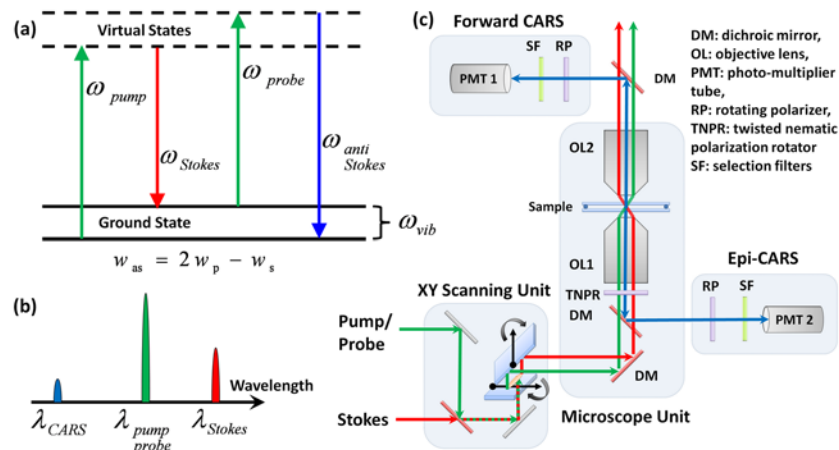 (a)
Virtual States
ω pump
ω Stokes
ω probe
ω anti
Stokes
Ground State
ω vib
w as = 2 w p − w s
(b)
Wavelength
λ CARS
λ pump
probe
λ Stokes
(c)
Forward CARS
SF RP
PMT 1
DM
OL2
Sample
OL1
TNPR
DM
DM
Microscope Unit
Epi-CARS
RP SF
PMT 2
XY Scanning Unit
Pump/
Probe
Stokes
DM: dichroic mirror,
OL: objective lens,
PMT: photo-multiplier
tube,
RP: rotating polarizer,
TNPR: twisted nematic
polarization rotator
SF: selection filters